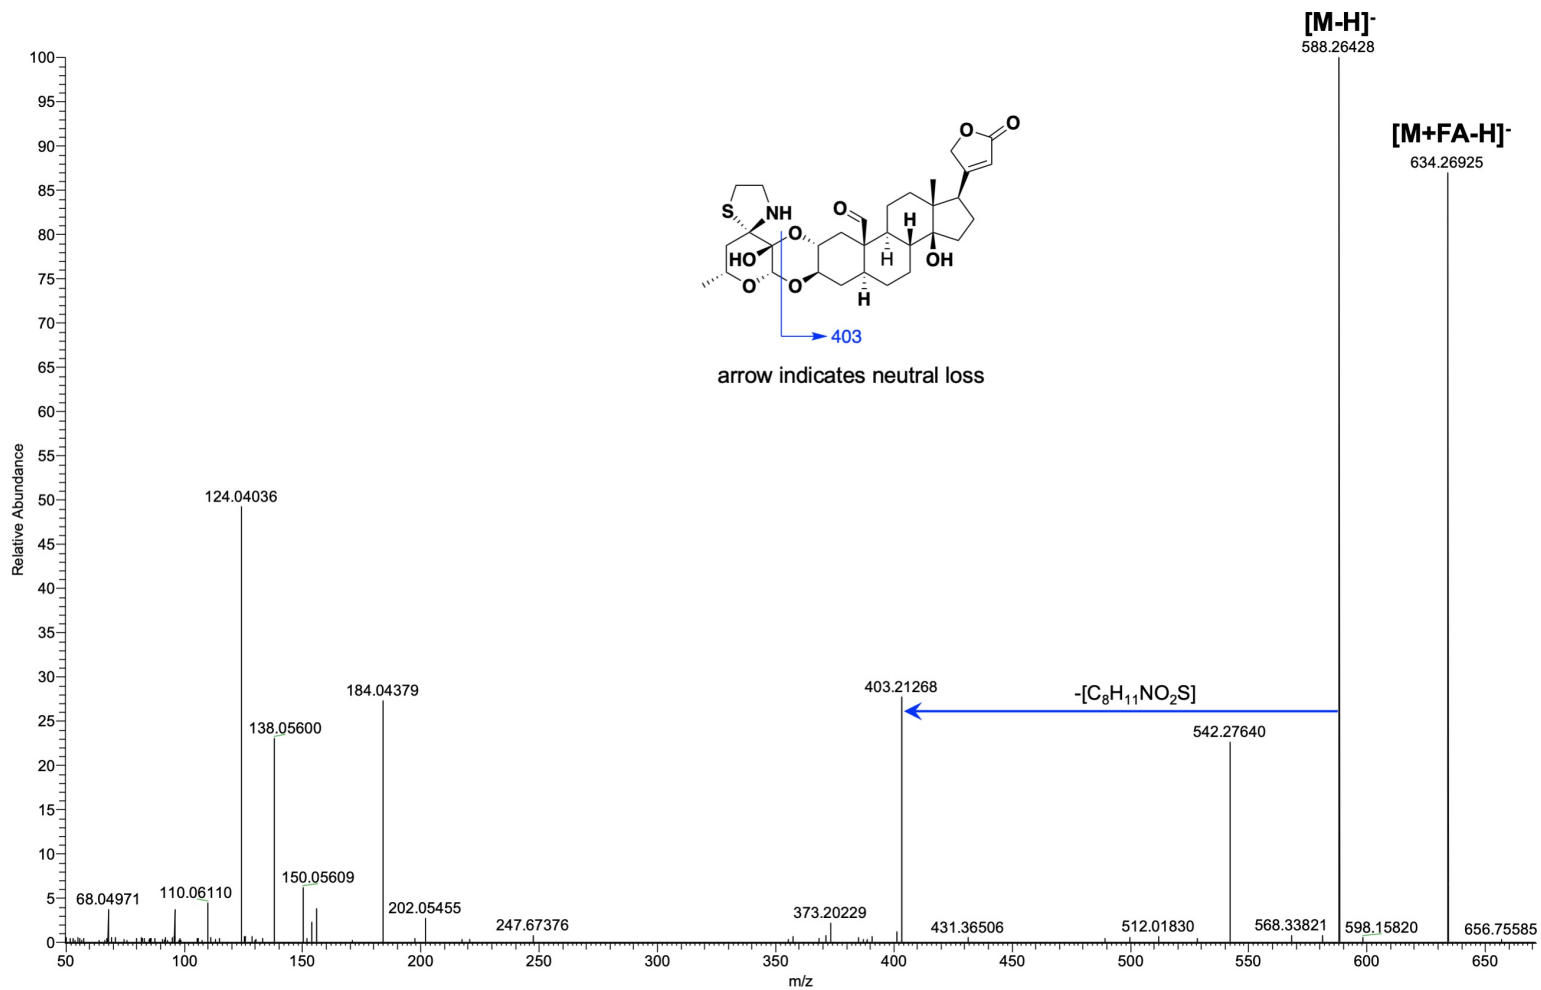 [M-H]-
588.26428
[M+FA-H]-
634.26925
O
O
S
NH
O
O
H
HO
H
OH
O
O
H
403
arrow indicates neutral loss
124.04036
184.04379
403.21268
-[C8H11NO2S]
138.05600
542.27640
68.04971
110.06110
150.05609
202.05455
247.67376
373.20229
431.36506
512.01830
568.33821
598.15820
656.75585
Relative Abundance
100
95
90
85
80
75
70
65
60
55
50
45
40
35
30
25
20
15
10
5
0
50
100
150
200
250
300
350
400
450
500
550
600
650
m/z